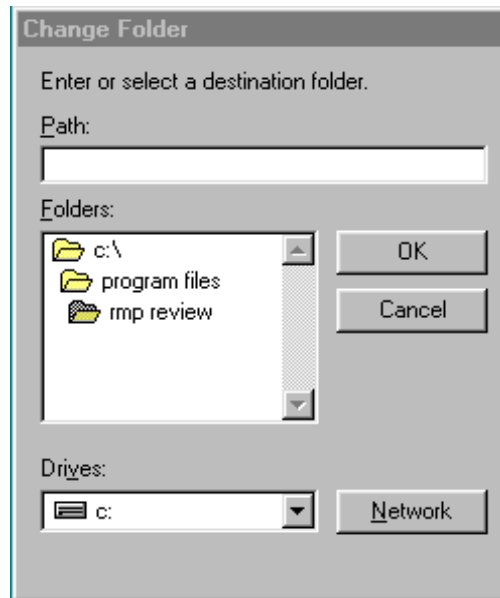 Change Folder
Enter or select a destination folder.
Path:
Folders:
c:\
program files
rmp review
OK
Cancel
Drives:
c:
Network